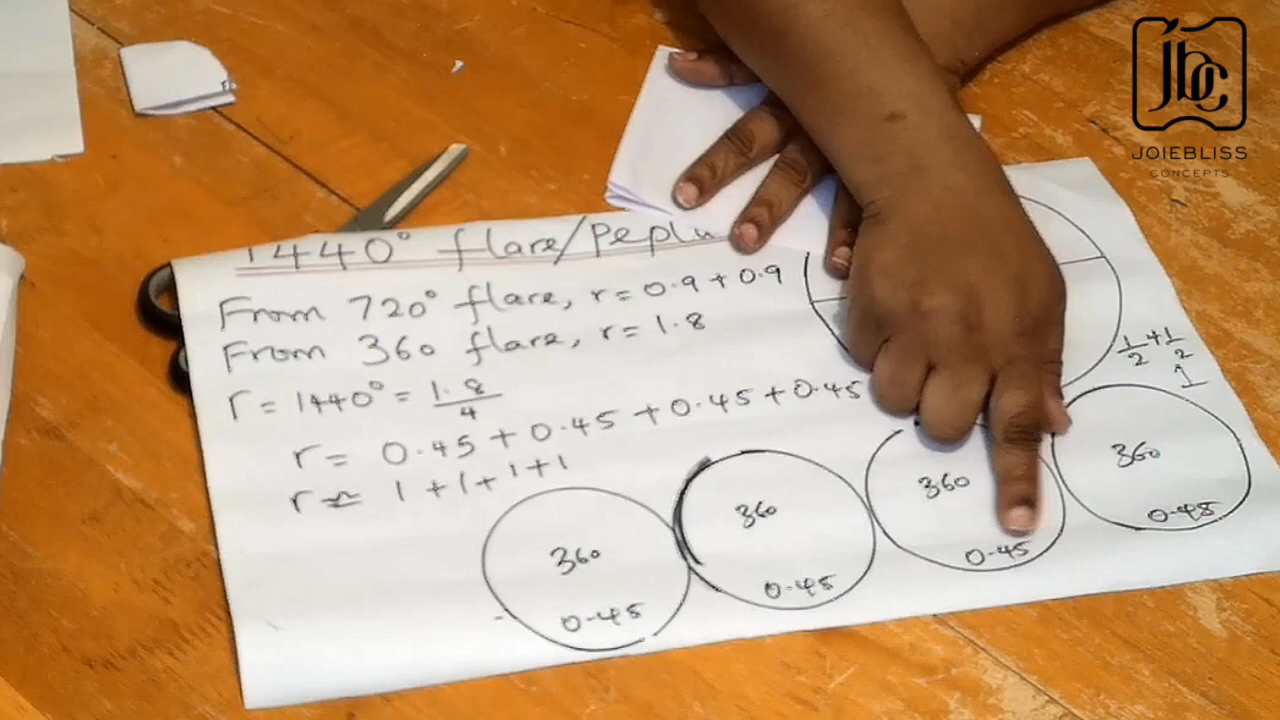 1440° flare/peplu
From 720° flare, r = 0.9 + 0.9
From 360 flare, r = 1.8
r = 1440° = 1.8/4
r = 0.45 + 0.45 + 0.45 + 0.45
r ≈ 1 + 1 + 1 + 1
1/2 + 1/2
1
360
0.45
360
0.45
360
0.45
360
0.45
jbc
JOIEBLISS
CONCEPTS